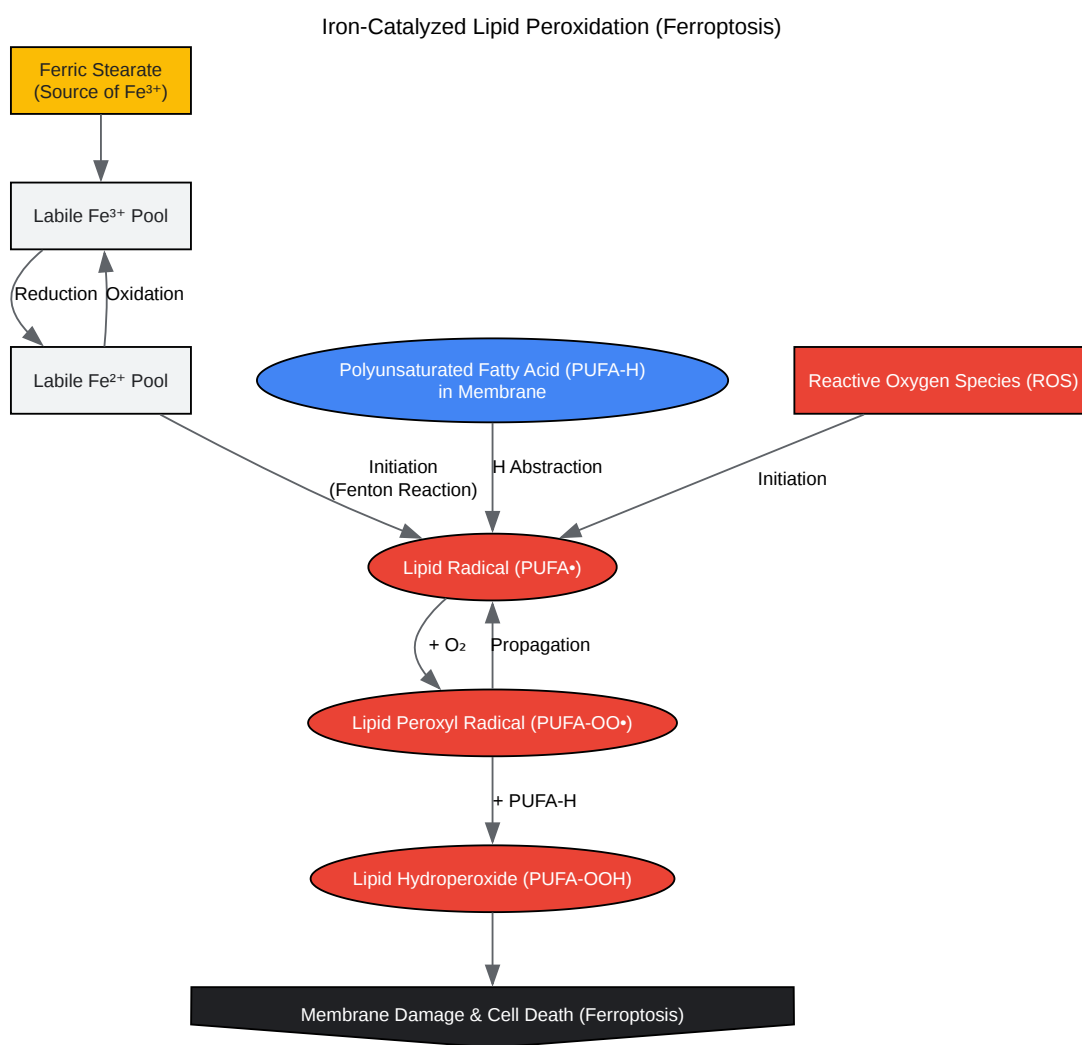 Iron-Catalyzed Lipid Peroxidation (Ferroptosis)
Ferric Stearate
(Source of Fe³⁺)
Labile Fe³⁺ Pool
Reduction
Oxidation
Labile Fe²⁺ Pool
Polyunsaturated Fatty Acid (PUFA-H)
in Membrane
Reactive Oxygen Species (ROS)
Initiation
(Fenton Reaction)
H Abstraction
Initiation
Lipid Radical (PUFA•)
+ O₂
Propagation
Lipid Peroxyl Radical (PUFA-OO•)
+ PUFA-H
Lipid Hydroperoxide (PUFA-OOH)
Membrane Damage & Cell Death (Ferroptosis)